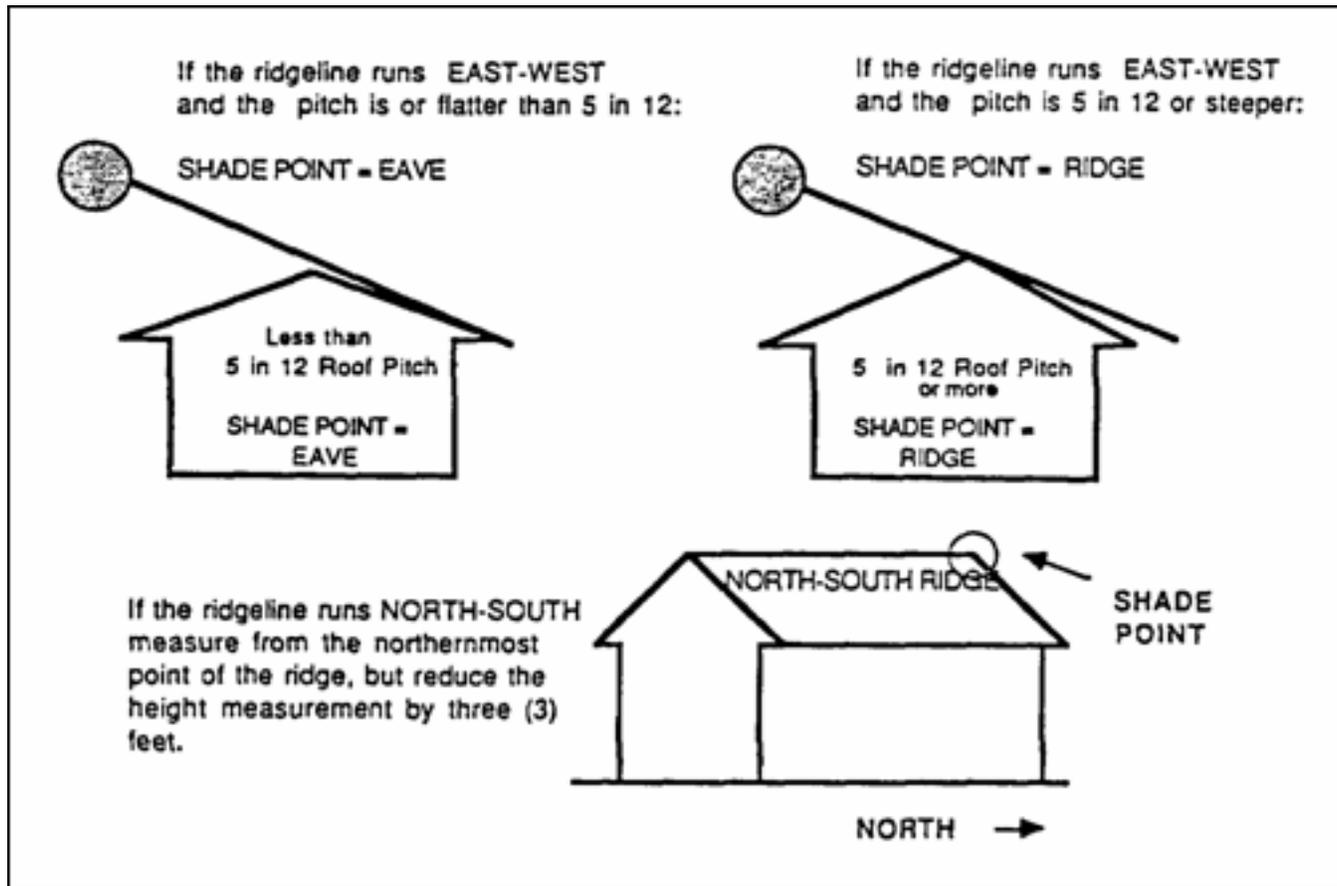 If the ridgeline runs EAST-WEST
and the pitch is or flatter than 5 in 12:
SHADE POINT = EAVE
Less than
5 in 12 Roof Pitch
SHADE POINT =
EAVE
If the ridgeline runs EAST-WEST
and the pitch is 5 in 12 or steeper:
SHADE POINT = RIDGE
5 in 12 Roof Pitch
or more
SHADE POINT =
RIDGE
If the ridgeline runs NORTH-SOUTH
measure from the northernmost
point of the ridge, but reduce the
height measurement by three (3)
feet.
NORTH-SOUTH RIDGE
SHADE
POINT
NORTH